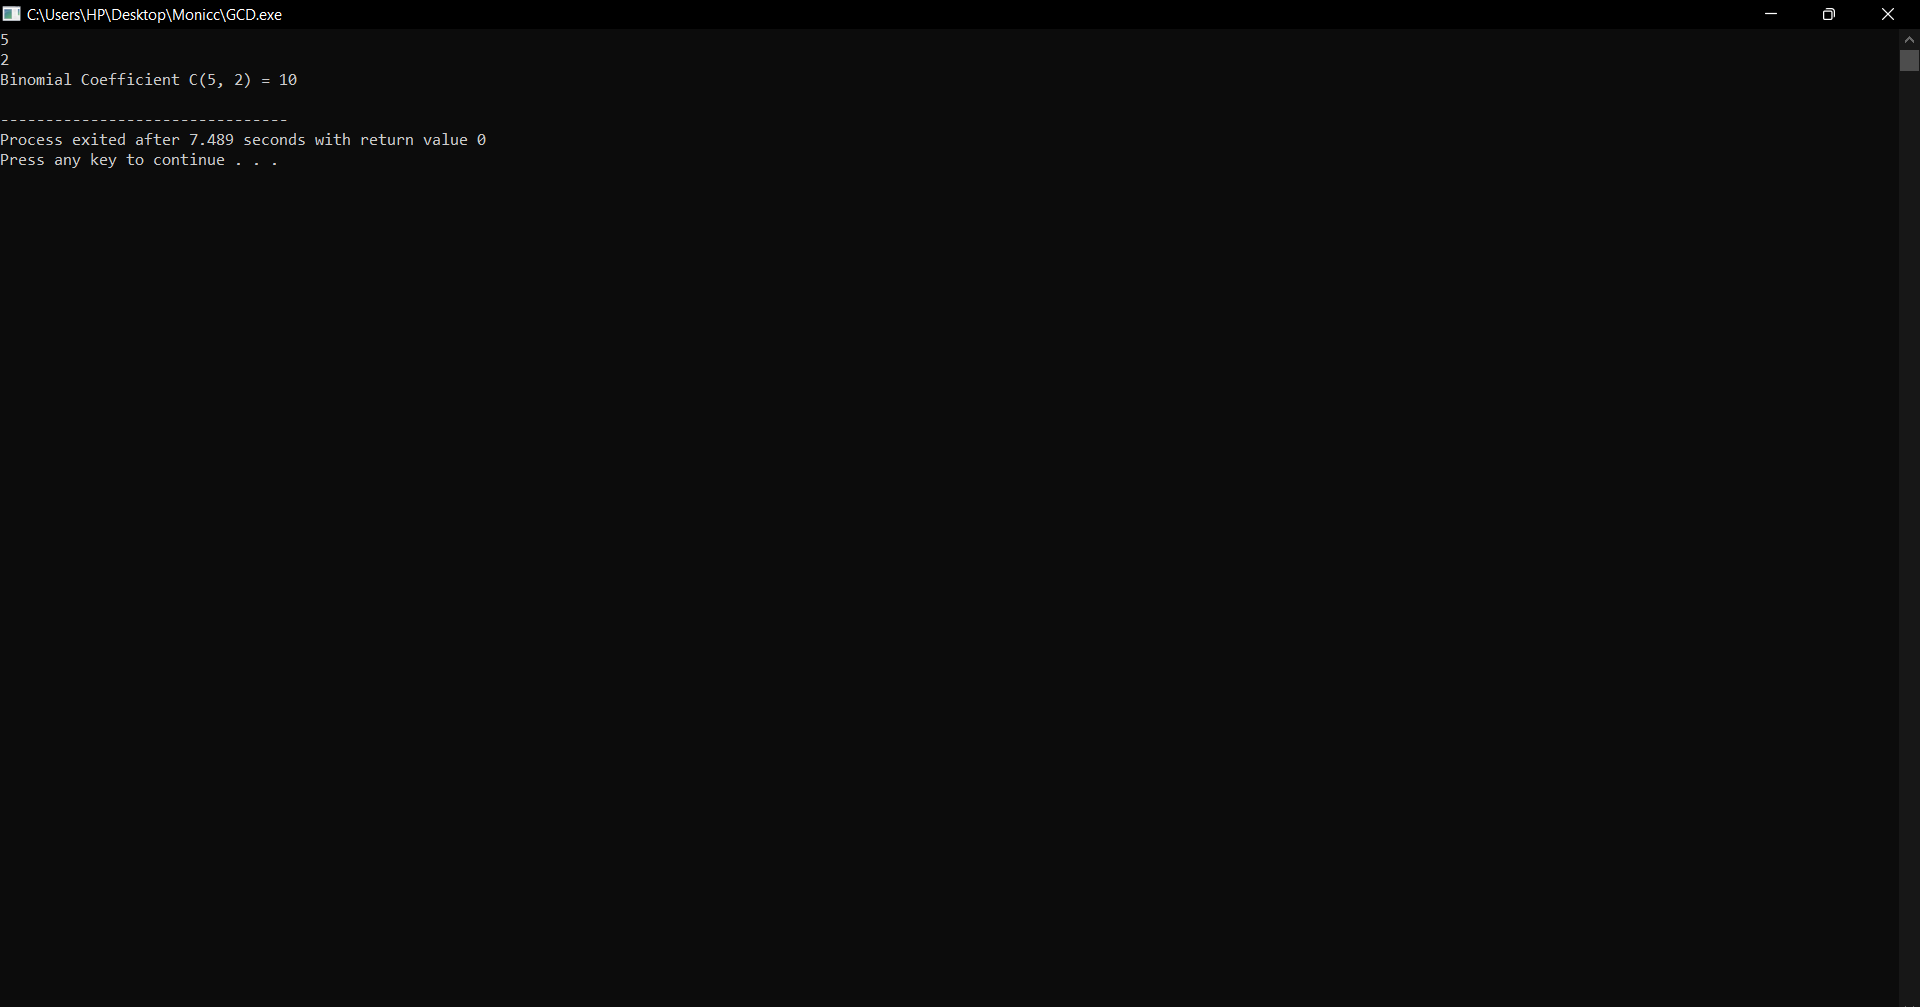 C:\Users\HP\Desktop\Monicc\GCD.exe
5
2
Binomial Coefficient C(5, 2) = 10
--------------------------------
Process exited after 7.489 seconds with return value 0
Press any key to continue . . .